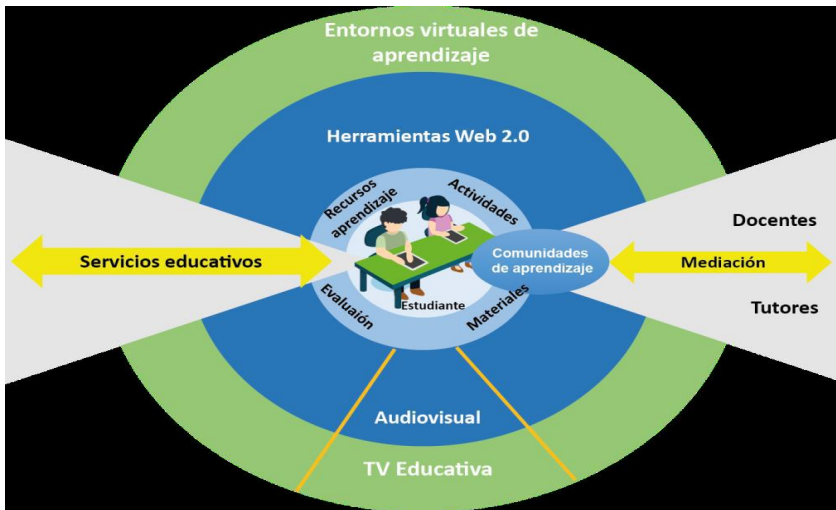 Entornos virtuales de
aprendizaje
Herramientas Web 2.0
Recursos
aprendizaje
Actividades
Docentes
Servicios educativos
Comunidades
de aprendizaje
Mediación
Estudiante
Evaluaión
Materiales
Tutores
Audiovisual
TV Educativa